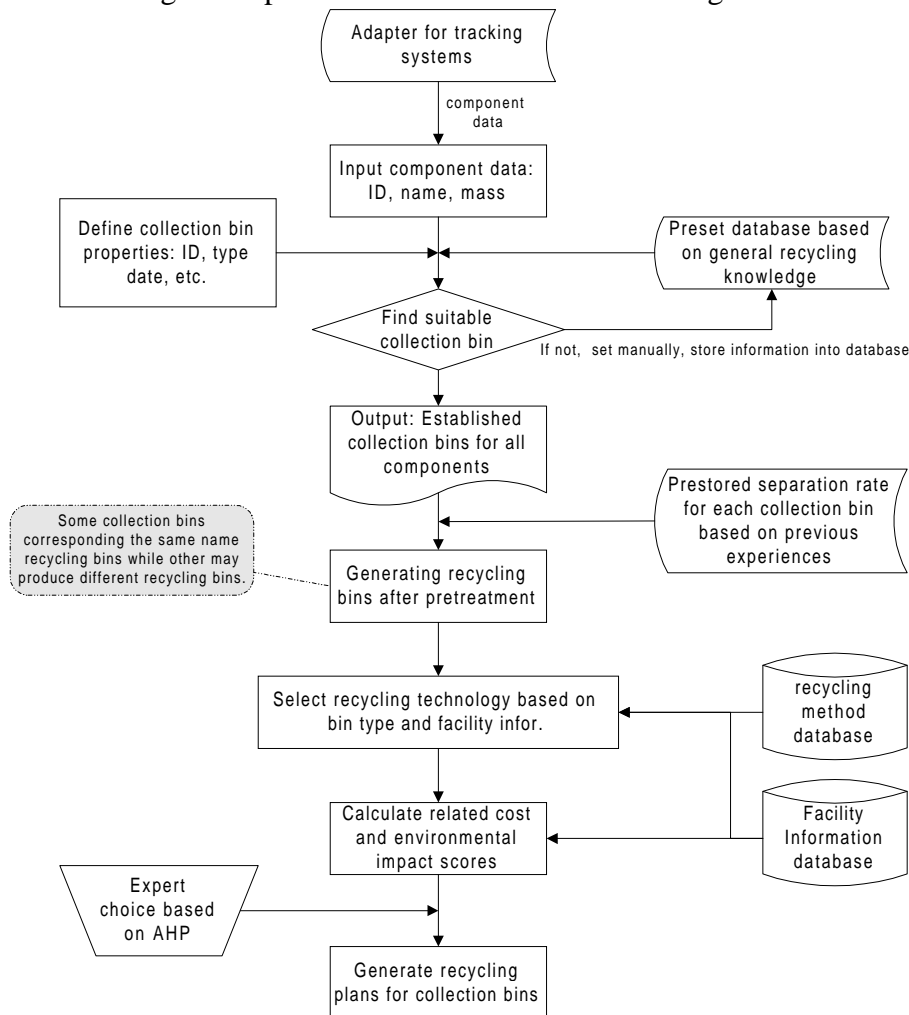 Adapter for tracking
systems
component
data
Input component data:
ID, name, mass
Define collection bin
properties: ID, type
date, etc.
Preset database based
on general recycling
knowledge
Find suitable
collection bin
If not, set manually, store information into database
Output: Established
collection bins for all
components
Prestored separation rate
for each collection bin
based on previous
experiences
Some collection bins
corresponding the same name
recycling bins while other may
produce different recycling bins.
Generating recycling
bins after pretreatment
Select recycling technology based on
bin type and facility infor.
recycling
method
database
Calculate related cost
and environmental
impact scores
Facility
Information
database
Expert
choice based
on AHP
Generate recycling
plans for collection bins